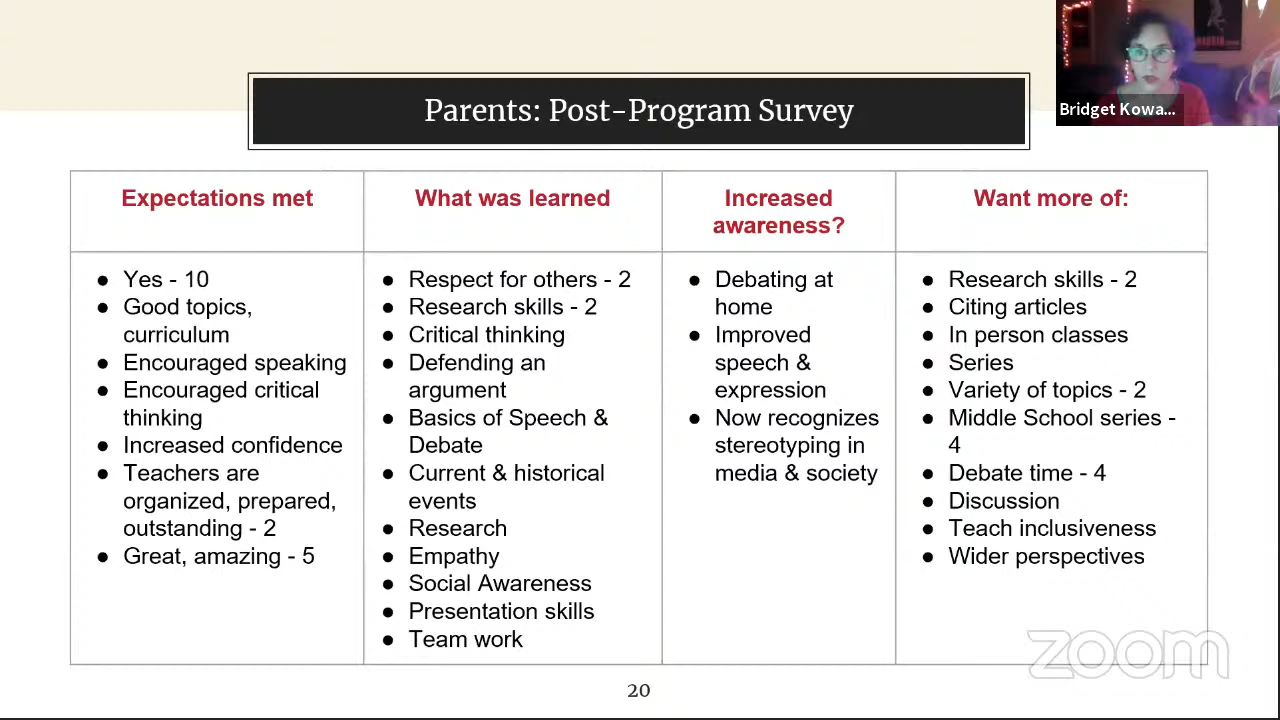 Parents: Post-Program Survey
Bridget Kowa...
Expectations met
Yes - 10
Good topics,
curriculum
Encouraged speaking
Encouraged critical
thinking
Increased confidence
Teachers are
organized, prepared,
outstanding - 2
Great, amazing - 5
What was learned
Respect for others - 2
Research skills - 2
Critical thinking
Defending an
argument
Basics of Speech &
Debate
Current & historical
events
Research
Empathy
Social Awareness
Presentation skills
Team work
Increased
awareness?
Debating at
home
Improved
speech &
expression
Now recognizes
stereotyping in
media & society
Want more of:
Research skills - 2
Citing articles
In person classes
Series
Variety of topics - 2
Middle School series -
4
Debate time - 4
Discussion
Teach inclusiveness
Wider perspectives
zoom
20